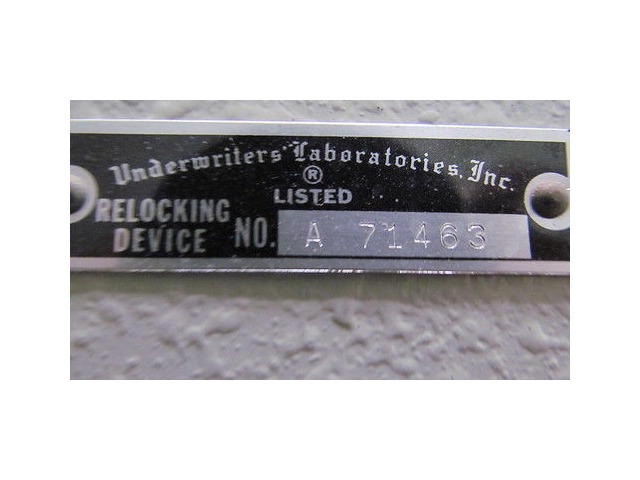 Underwriters' Laboratories, Inc.
®
LISTED
RELOCKING
DEVICE NO. A 71463